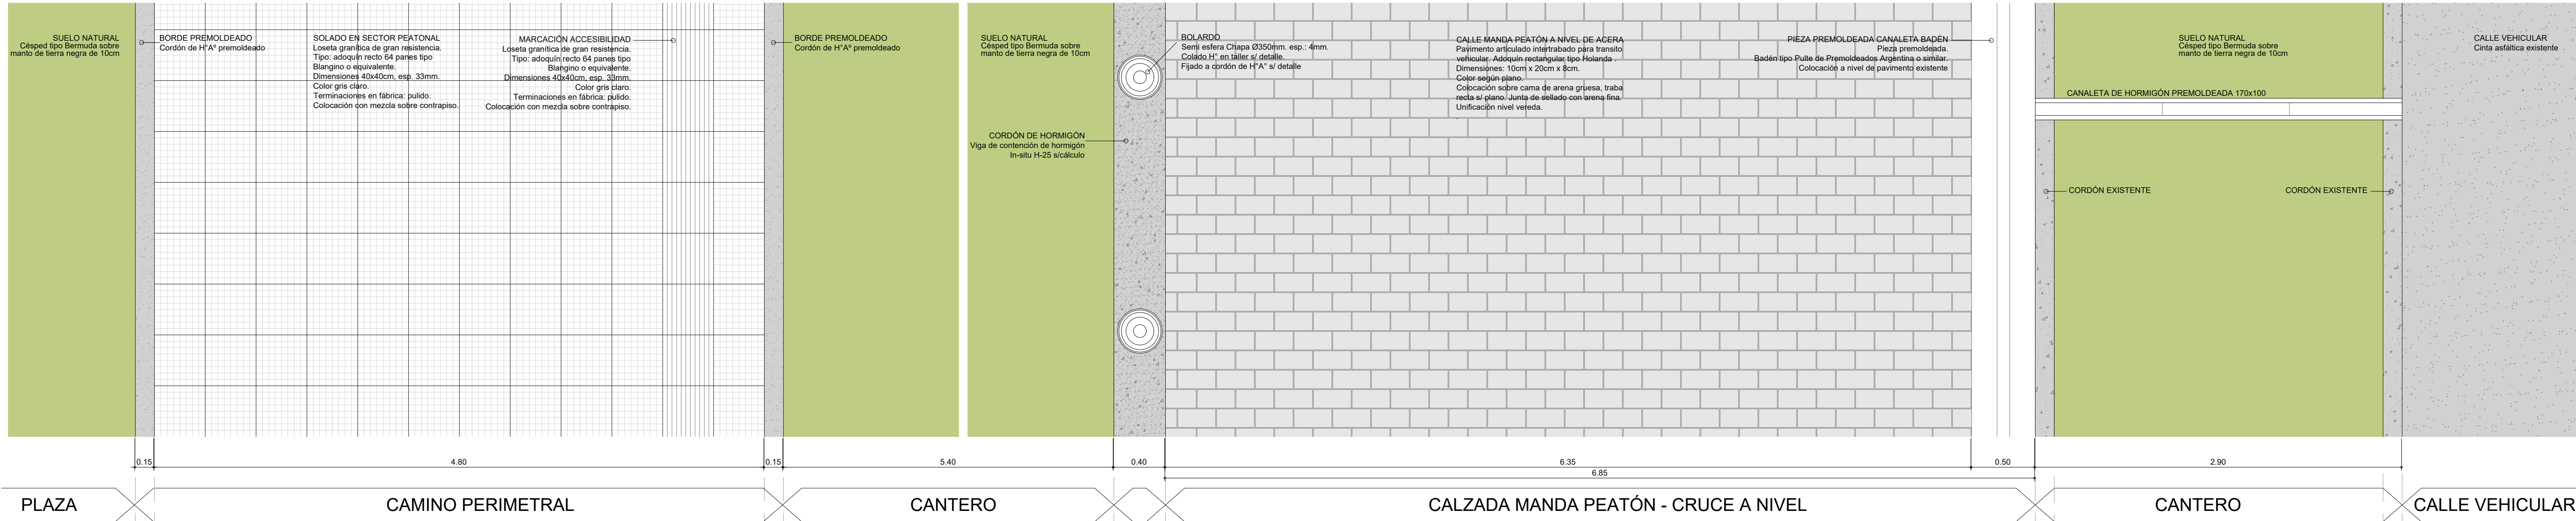 SUELO NATURAL
Césped tipo Bermuda sobre
manto de tierra negra de 10cm
BORDE PREMOLDEADO
Cordón de H°A° premoldeado
SOLADO EN SECTOR PEATONAL
Loseta granítica de gran resistencia.
Tipo: adoquín recto 64 panes tipo
Blangino o equivalente.
Dimensiones 40x40cm, esp. 33mm.
Color gris claro.
Terminaciones en fábrica: pulido.
Colocación con mezcla sobre contrapiso.
MARCACIÓN ACCESIBILIDAD
Loseta granítica de gran resistencia.
Tipo: adoquín recto 64 panes tipo
Blangino o equivalente.
Dimensiones 40x40cm, esp. 33mm.
Color gris claro.
Terminaciones en fábrica: pulido.
Colocación con mezcla sobre contrapiso.
BORDE PREMOLDEADO
Cordón de H°A° premoldeado
SUELO NATURAL
Césped tipo Bermuda sobre
manto de tierra negra de 10cm
CORDÓN DE HORMIGÓN
Viga de contención de hormigón
In-situ H-25 s/cálculo
BOLARDO
Semi esfera Chapa Ø350mm. esp.: 4mm.
Colado H° en taller s/ detalle.
Fijado a cordón de H°A° s/ detalle
CALLE MANDA PEATÓN A NIVEL DE ACERA
Pavimento articulado intertrabado para transito
vehicular. Adoquín rectangular tipo Holanda .
Dimensiones: 10cm x 20cm x 8cm.
Color según plano.
Colocación sobre cama de arena gruesa, traba
recta s/ plano. Junta de sellado con arena fina.
Unificación nivel vereda.
.
PIEZA PREMOLDEADA CANALETA BADÉN
Pieza premoldeada.
Badén tipo Pulte de Premoldeados Argentina o similar.
Colocación a nivel de pavimento existente
SUELO NATURAL
Césped tipo Bermuda sobre
manto de tierra negra de 10cm
CANALETA DE HORMIGÓN PREMOLDEADA 170x100
CORDÓN EXISTENTE
CORDÓN EXISTENTE
CALLE VEHICULAR
Cinta asfáltica existente
0.15
4.80
0.15
5.40
0.40
6.35
0.50
2.90
6.85
PLAZA
CAMINO PERIMETRAL
CANTERO
CALZADA MANDA PEATÓN - CRUCE A NIVEL
CANTERO
CALLE VEHICULAR